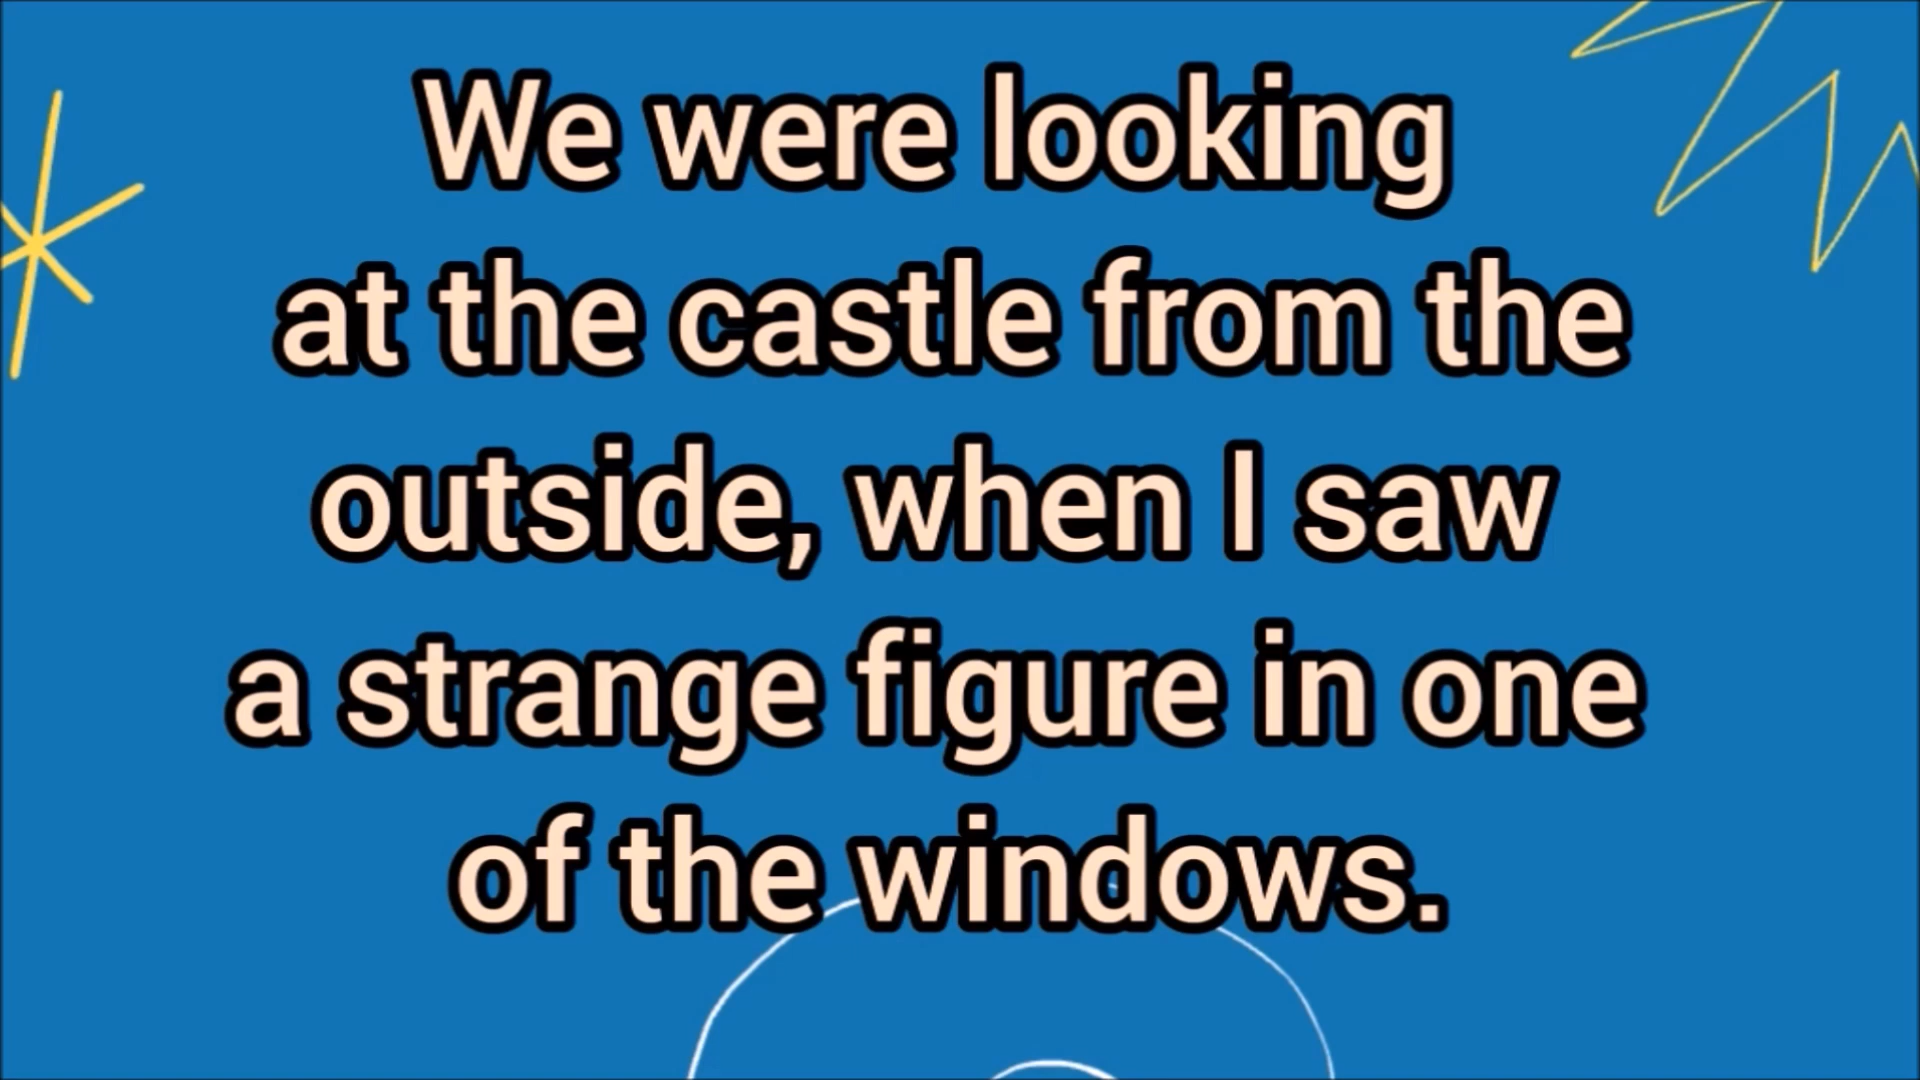 We were looking
at the castle from the
outside, when I saw
a strange figure in one
of the windows.